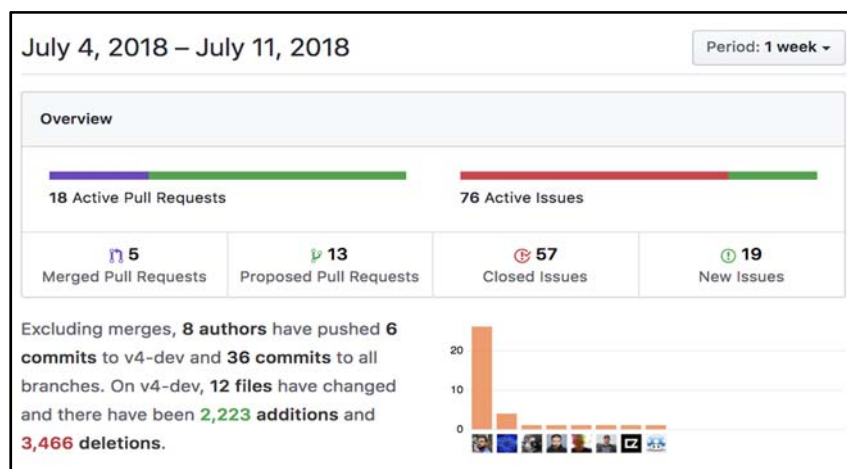 July 4, 2018 – July 11, 2018
Period: 1 week
Overview
18 Active Pull Requests
76 Active Issues
5
Merged Pull Requests
13
Proposed Pull Requests
57
Closed Issues
19
New Issues
Excluding merges, 8 authors have pushed 6
commits to v4-dev and 36 commits to all
branches. On v4-dev, 12 files have changed
and there have been 2,223 additions and
3,466 deletions.
20
10
0
CZ